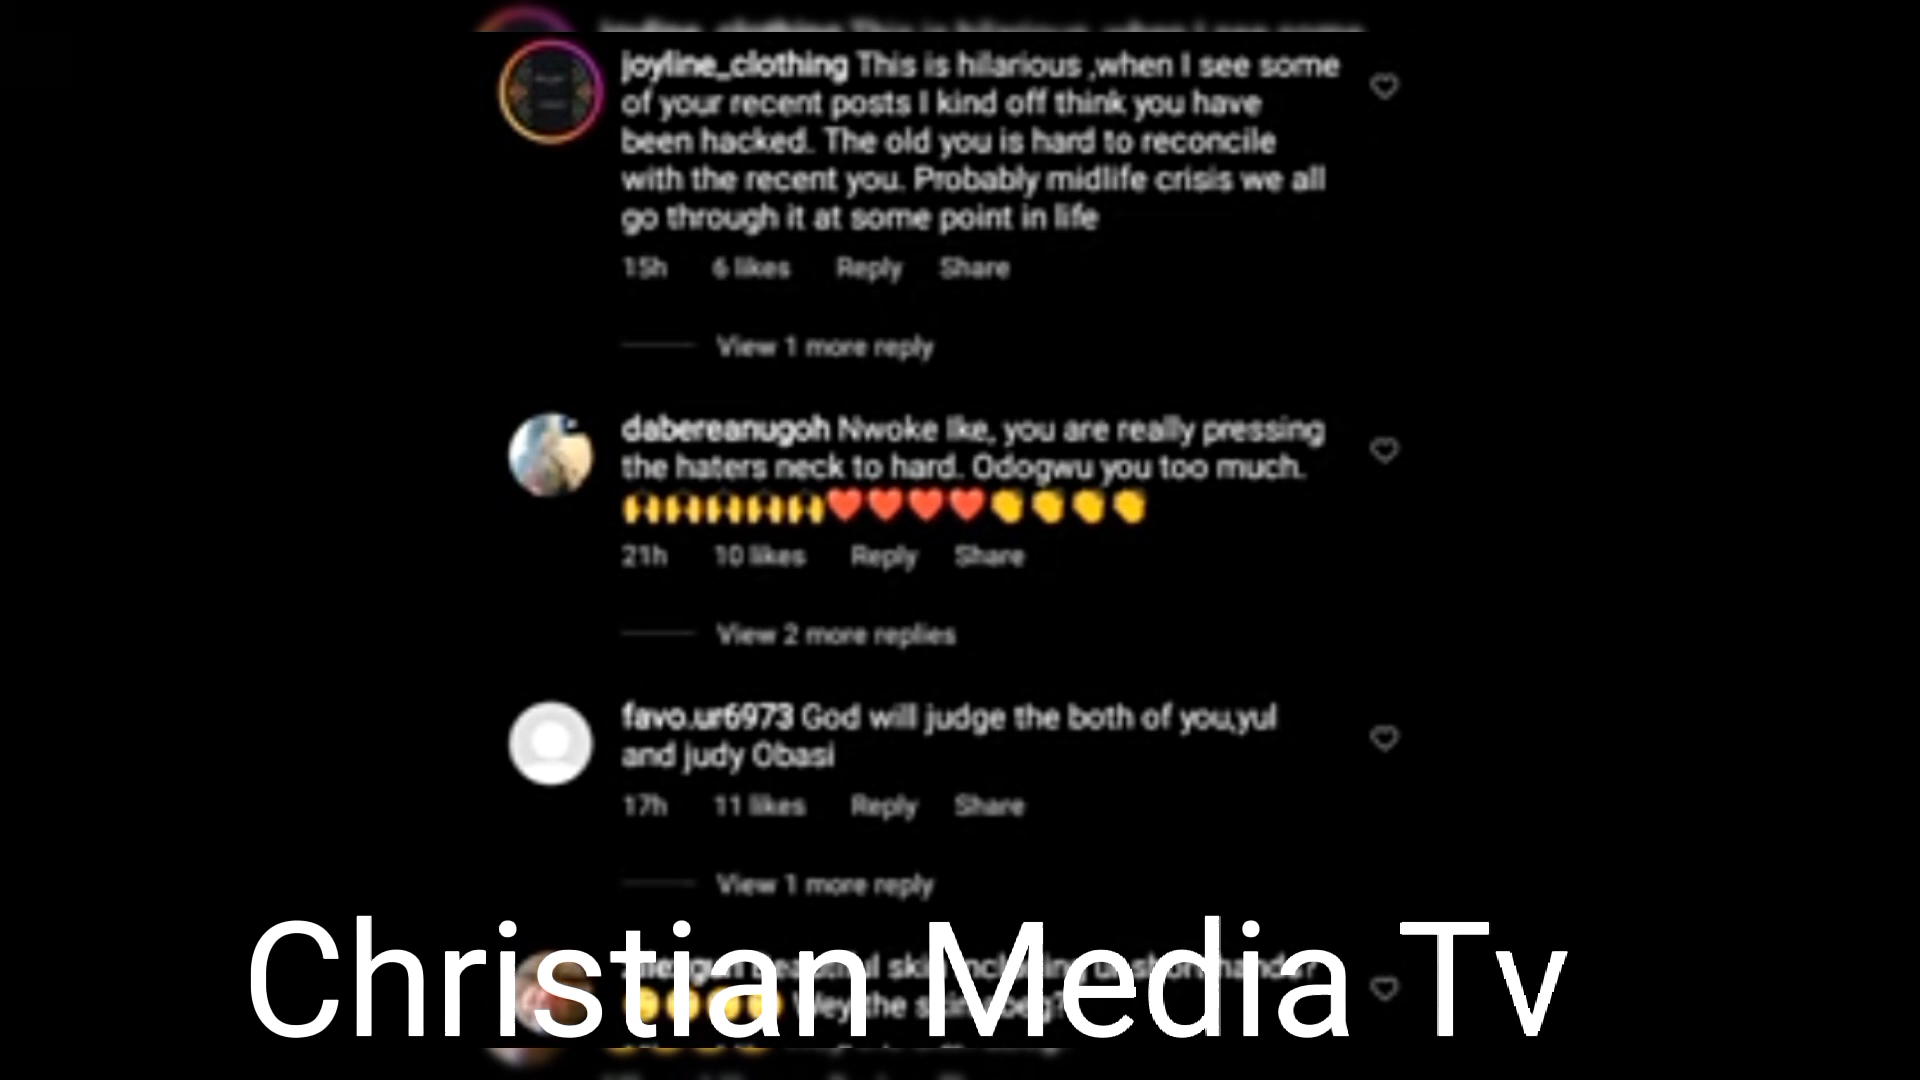 joyline_clothing This is hilarious ,when I see some
of your recent posts I kind off think you have
been hacked. The old you is hard to reconcile
with the recent you. Probably midlife crisis we all
go through it at some point in life
15h 6 likes Reply Share
View 1 more reply
dabereanugoh Nwoke Ike, you are really pressing
the haters neck to hard. Odogwu you too much.
🙌🙌🙌🙌🙌❤️❤️❤️❤️👏👏👏👏
21h 10 likes Reply Share
View 2 more replies
favo.ur6973 God will judge the both of you,yul
and judy Obasi
17h 11 likes Reply Share
View 1 more reply
Christian Media Tv